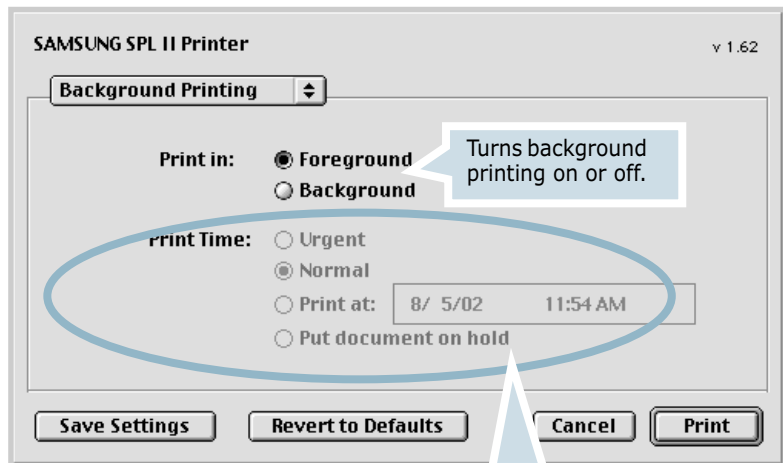 SAMSUNG SPL II Printer v 1.62
Background Printing
Print in: Foreground
Background
Turns background
printing on or off.
Print Time: Urgent
Normal
Print at: 8/ 5/02 11:54 AM
Put document on hold
Save Settings Revert to Defaults Cancel Print